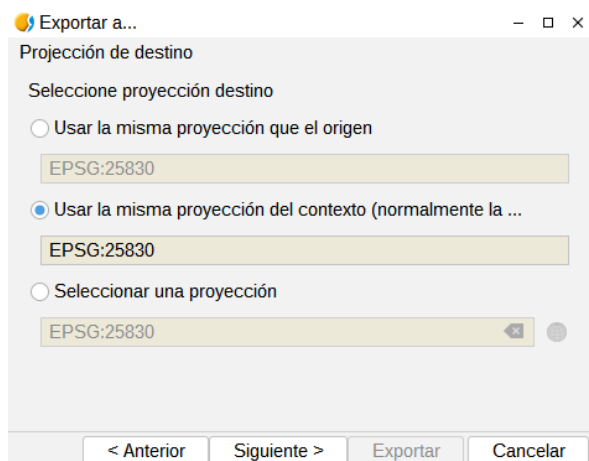 Exportar a...
Projección de destino
Seleccione proyección destino
Usar la misma proyección que el origen
EPSG:25830
Usar la misma proyección del contexto (normalmente la ...
EPSG:25830
Seleccionar una proyección
EPSG:25830
< Anterior Siguiente > Exportar Cancelar